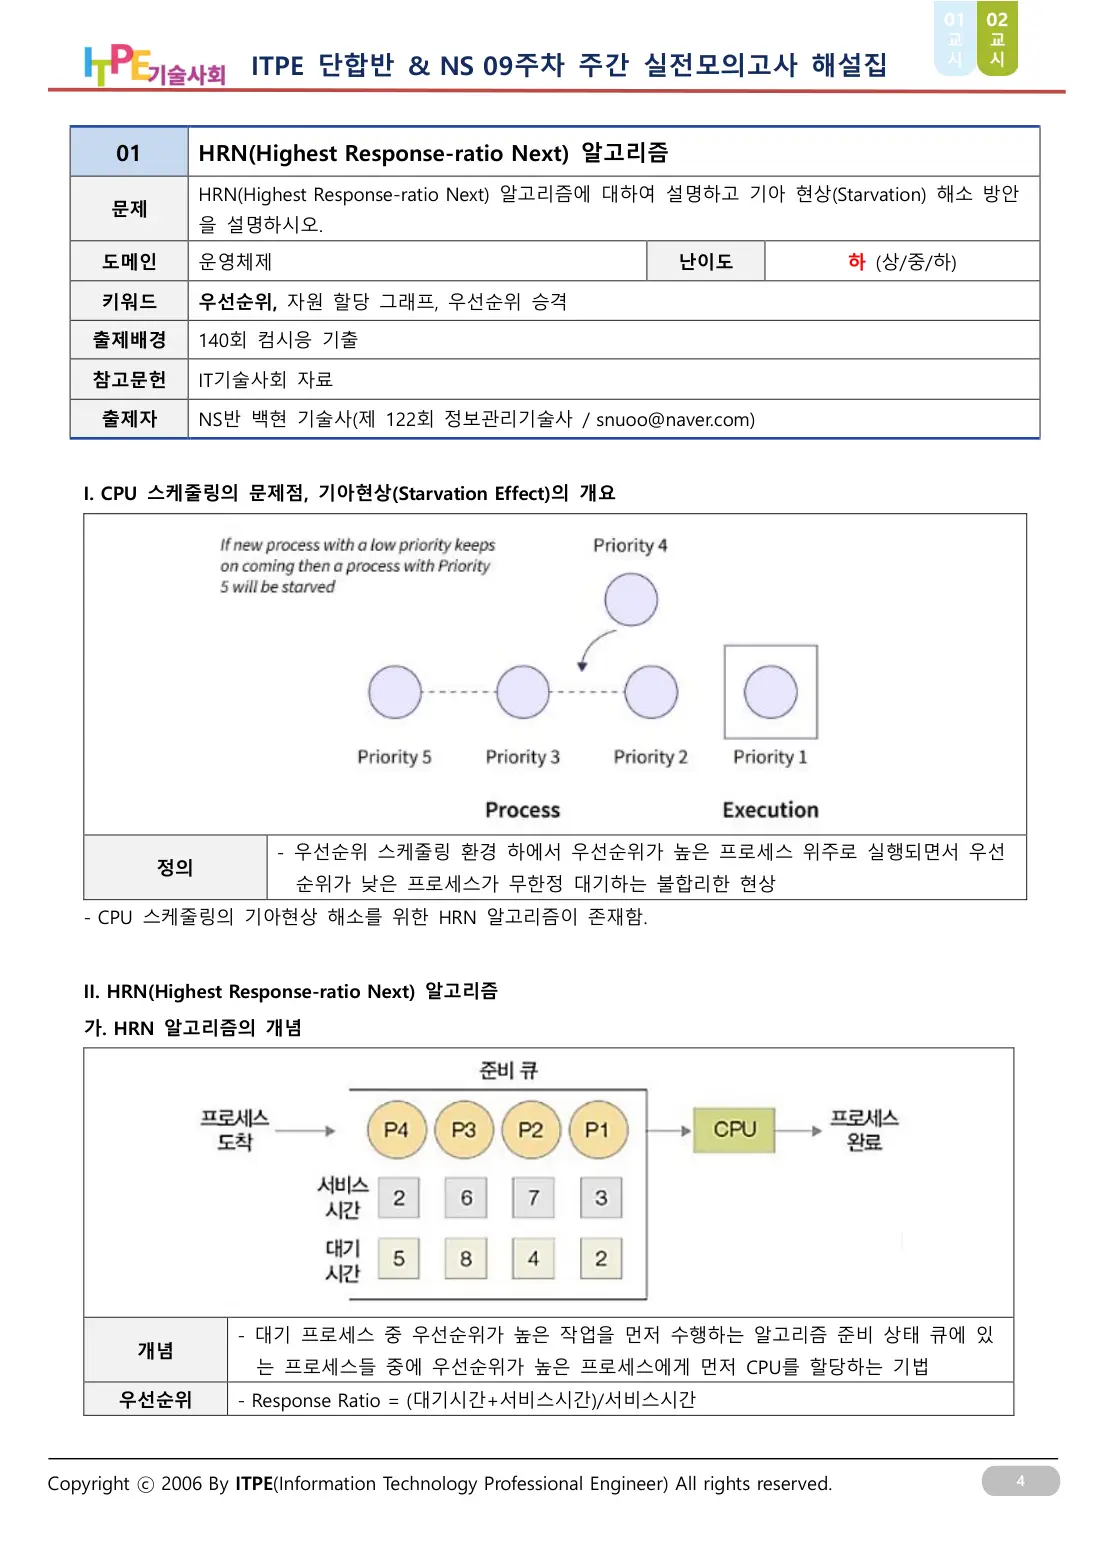 01 교시
02 교시
ITPE기술사회
ITPE 단합반 & NS 09주차 주간 실전모의고사 해설집
01 HRN(Highest Response-ratio Next) 알고리즘
문제 HRN(Highest Response-ratio Next) 알고리즘에 대하여 설명하고 기아 현상(Starvation) 해소 방안
을 설명하시오.
도메인 운영체제 난이도 하 (상/중/하)
키워드 우선순위, 자원 할당 그래프, 우선순위 승격
출제배경 140회 컴시응 기출
참고문헌 IT기술사회 자료
출제자 NS반 백현 기술사(제 122회 정보관리기술사 / snuoo@naver.com)
I. CPU 스케줄링의 문제점, 기아현상(Starvation Effect)의 개요
If new process with a low priority keeps
on coming then a process with Priority
5 will be starved
Priority 4
Priority 5 Priority 3 Priority 2 Priority 1
Process Execution
정의 - 우선순위 스케줄링 환경 하에서 우선순위가 높은 프로세스 위주로 실행되면서 우선
순위가 낮은 프로세스가 무한정 대기하는 불합리한 현상
- CPU 스케줄링의 기아현상 해소를 위한 HRN 알고리즘이 존재함.
II. HRN(Highest Response-ratio Next) 알고리즘
가. HRN 알고리즘의 개념
준비 큐
프로세스
도착
P4 P3 P2 P1
CPU
프로세스
완료
서비스
시간
2 6 7 3
대기
시간
5 8 4 2
개념 - 대기 프로세스 중 우선순위가 높은 작업을 먼저 수행하는 알고리즘 준비 상태 큐에 있
는 프로세스들 중에 우선순위가 높은 프로세스에게 먼저 CPU를 할당하는 기법
우선순위 - Response Ratio = (대기시간+서비스시간)/서비스시간
Copyright ⓒ 2006 By ITPE(Information Technology Professional Engineer) All rights reserved.
4